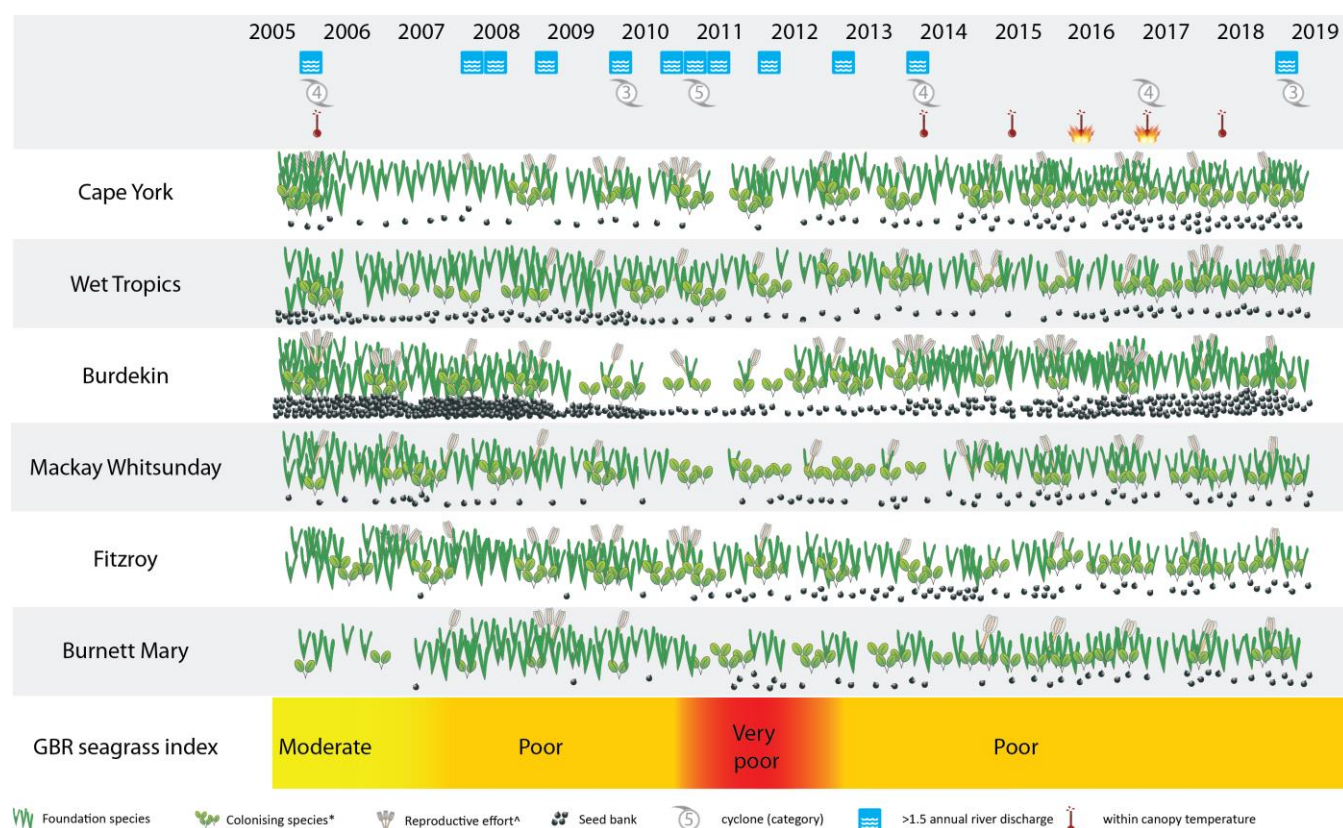 2005 2006 2007 2008 2009 2010 2011 2012 2013 2014 2015 2016 2017 2018 2019
4 3 5 4 4 3
Cape York
Wet Tropics
Burdekin
Mackay Whitsunday
Fitzroy
Burnett Mary
GBR seagrass index Moderate Poor Very poor Poor
Foundation species Colonising species* Reproductive effort^ Seed bank 5 cyclone (category) >1.5 annual river discharge within canopy temperature